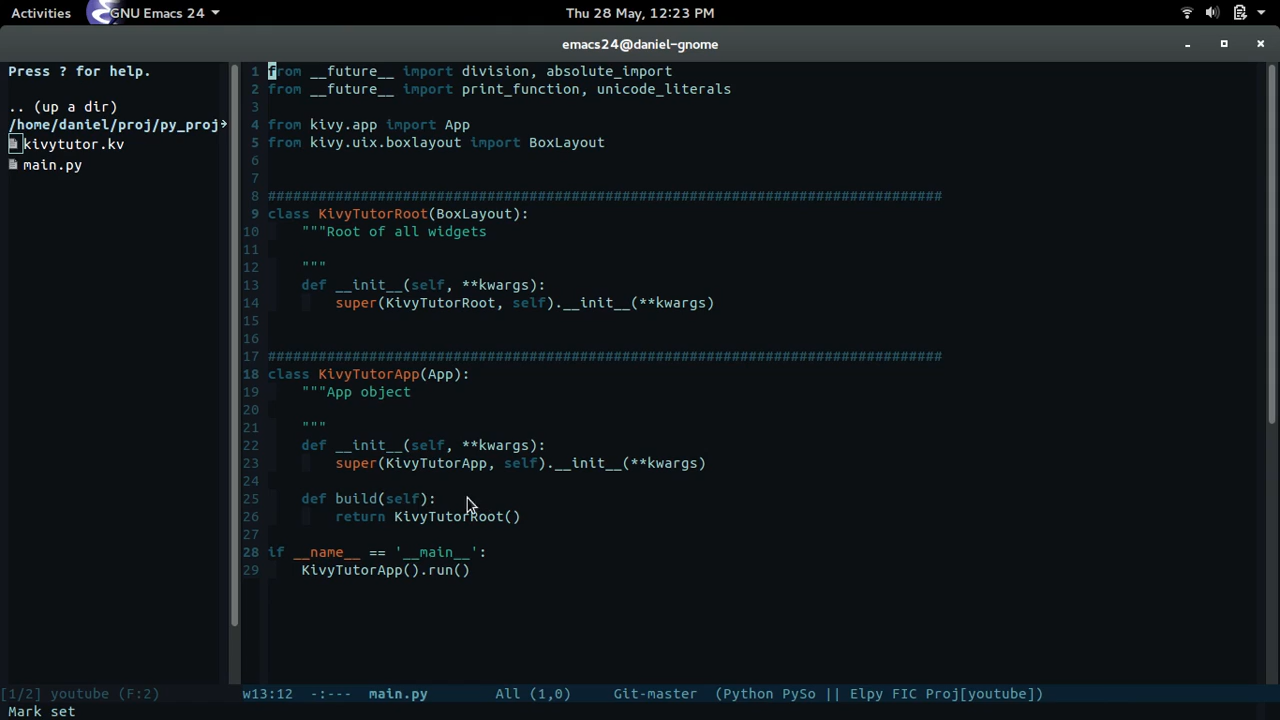 Activities GNU Emacs 24 Thu 28 May, 12:23 PM
emacs24@daniel-gnome
Press ? for help.
.. (up a dir)
/home/daniel/proj/py_proj
kivytutor.kv
main.py
1 from __future__ import division, absolute_import
2 from __future__ import print_function, unicode_literals
3
4 from kivy.app import App
5 from kivy.uix.boxlayout import BoxLayout
6
7
8 ################################################################################
9 class KivyTutorRoot(BoxLayout):
10     """Root of all widgets
11
12     """
13     def __init__(self, **kwargs):
14         super(KivyTutorRoot, self).__init__(**kwargs)
15
16
17 ################################################################################
18 class KivyTutorApp(App):
19     """App object
20
21     """
22     def __init__(self, **kwargs):
23         super(KivyTutorApp, self).__init__(**kwargs)
24
25     def build(self):
26         return KivyTutorRoot()
27
28 if __name__ == '__main__':
29     KivyTutorApp().run()
[1/2] youtube (F:2) w13:12 -:--- main.py All (1,0) Git-master (Python PySo || Elpy FIC Proj[youtube])
Mark set